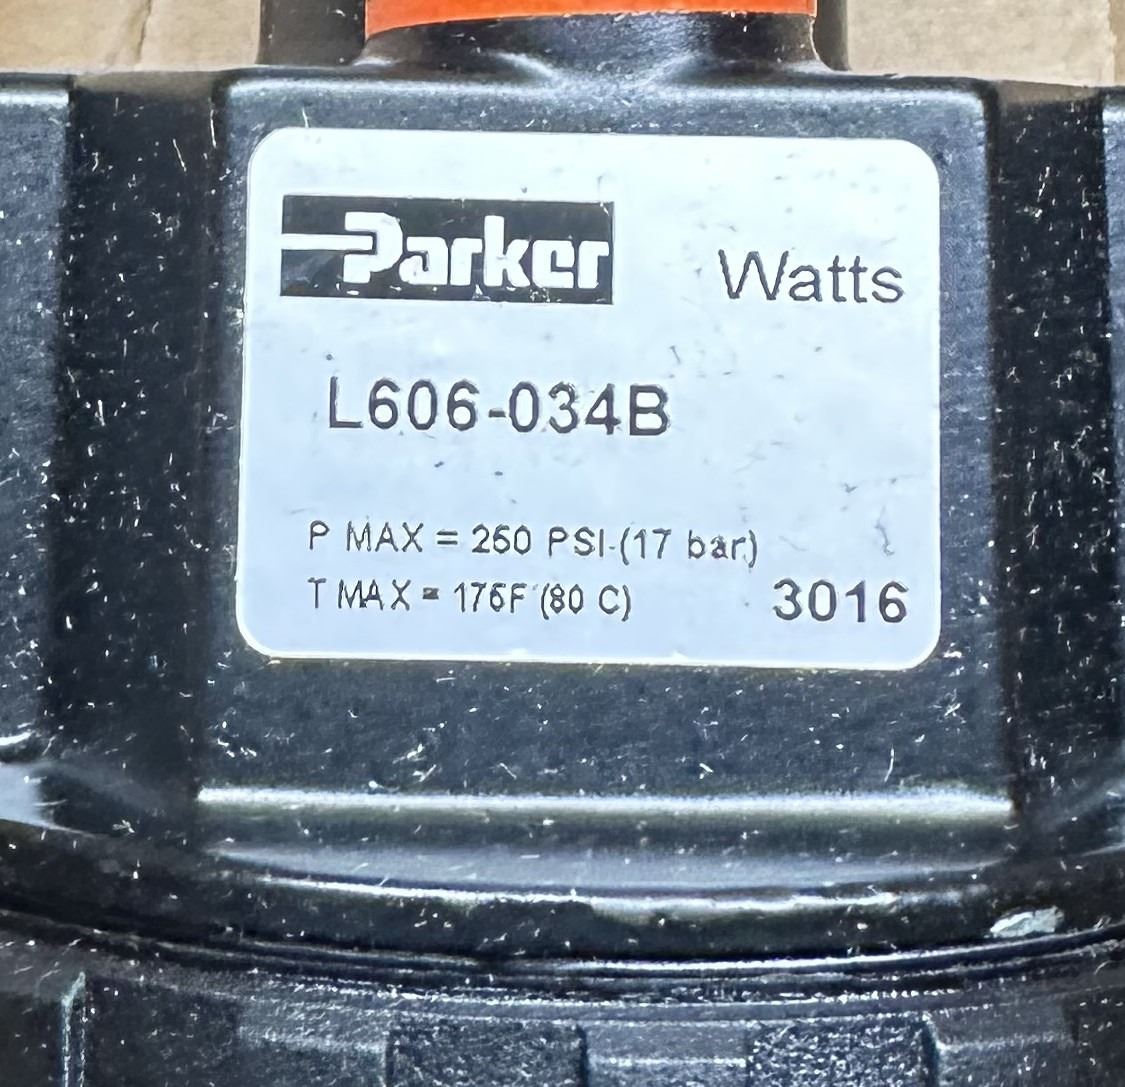 Parker Watts
L606-034B
P MAX = 250 PSI (17 bar)
T MAX = 175F (80 C) 3016